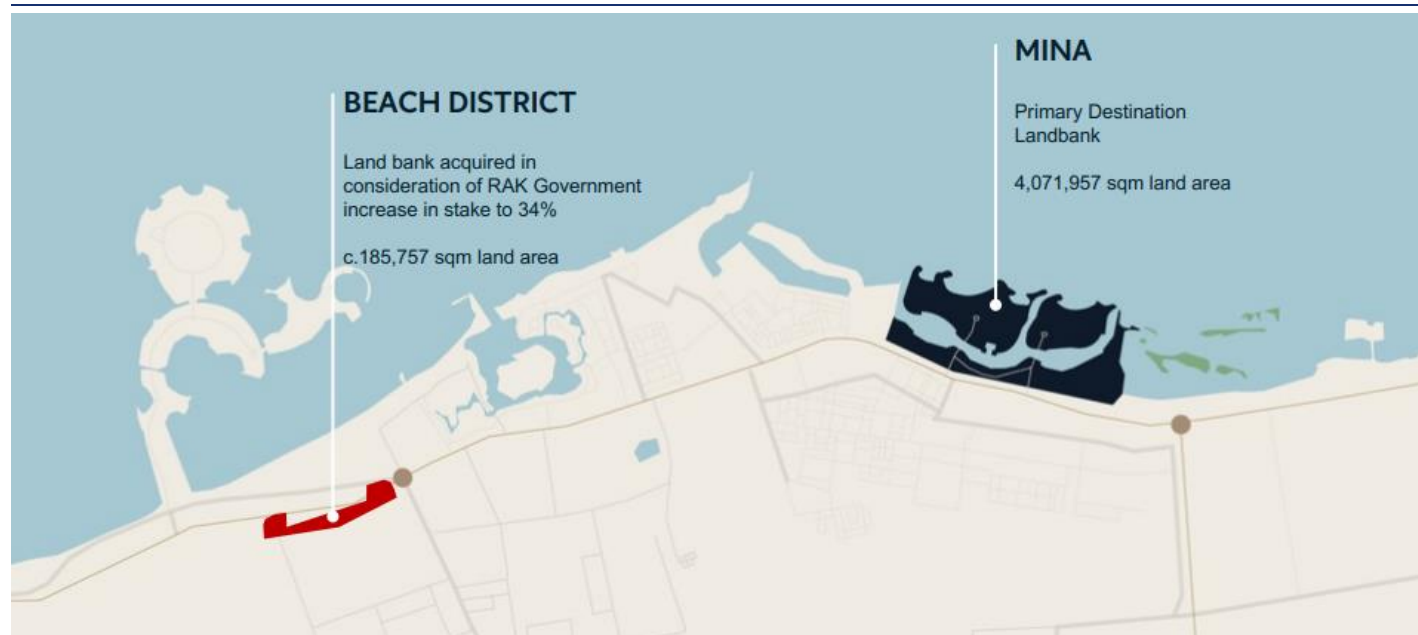 BEACH DISTRICT
Land bank acquired in
consideration of RAK Government
increase in stake to 34%
c.185,757 sqm land area
MINA
Primary Destination
Landbank
4,071,957 sqm land area